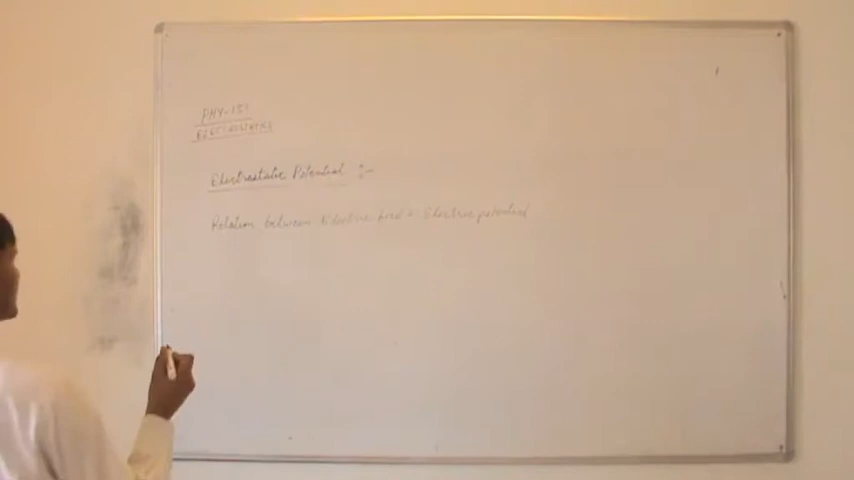 PHY-151
ELECTROSTATICS
Electrostatic Potential :-
Relation between Electric field & Electric potential